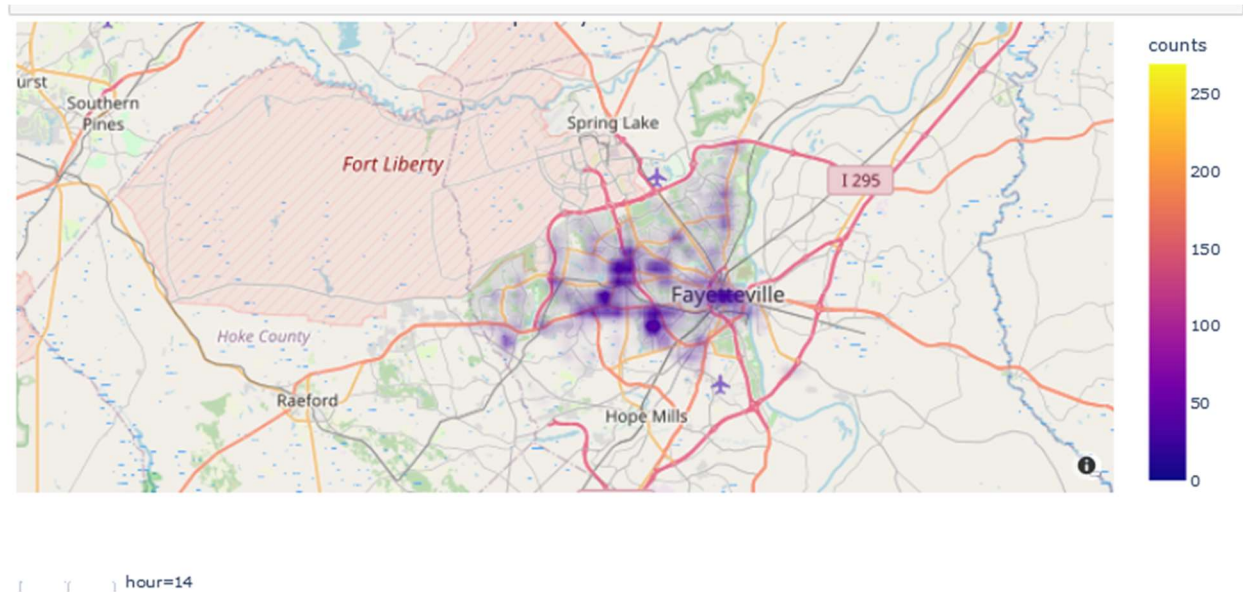 counts
urst
Southern
Pines
Spring Lake
Fort Liberty
I 295
250
200
Fayetteville
150
Hoke County
100
Raeford
Hope Mills
50
0
hour=14